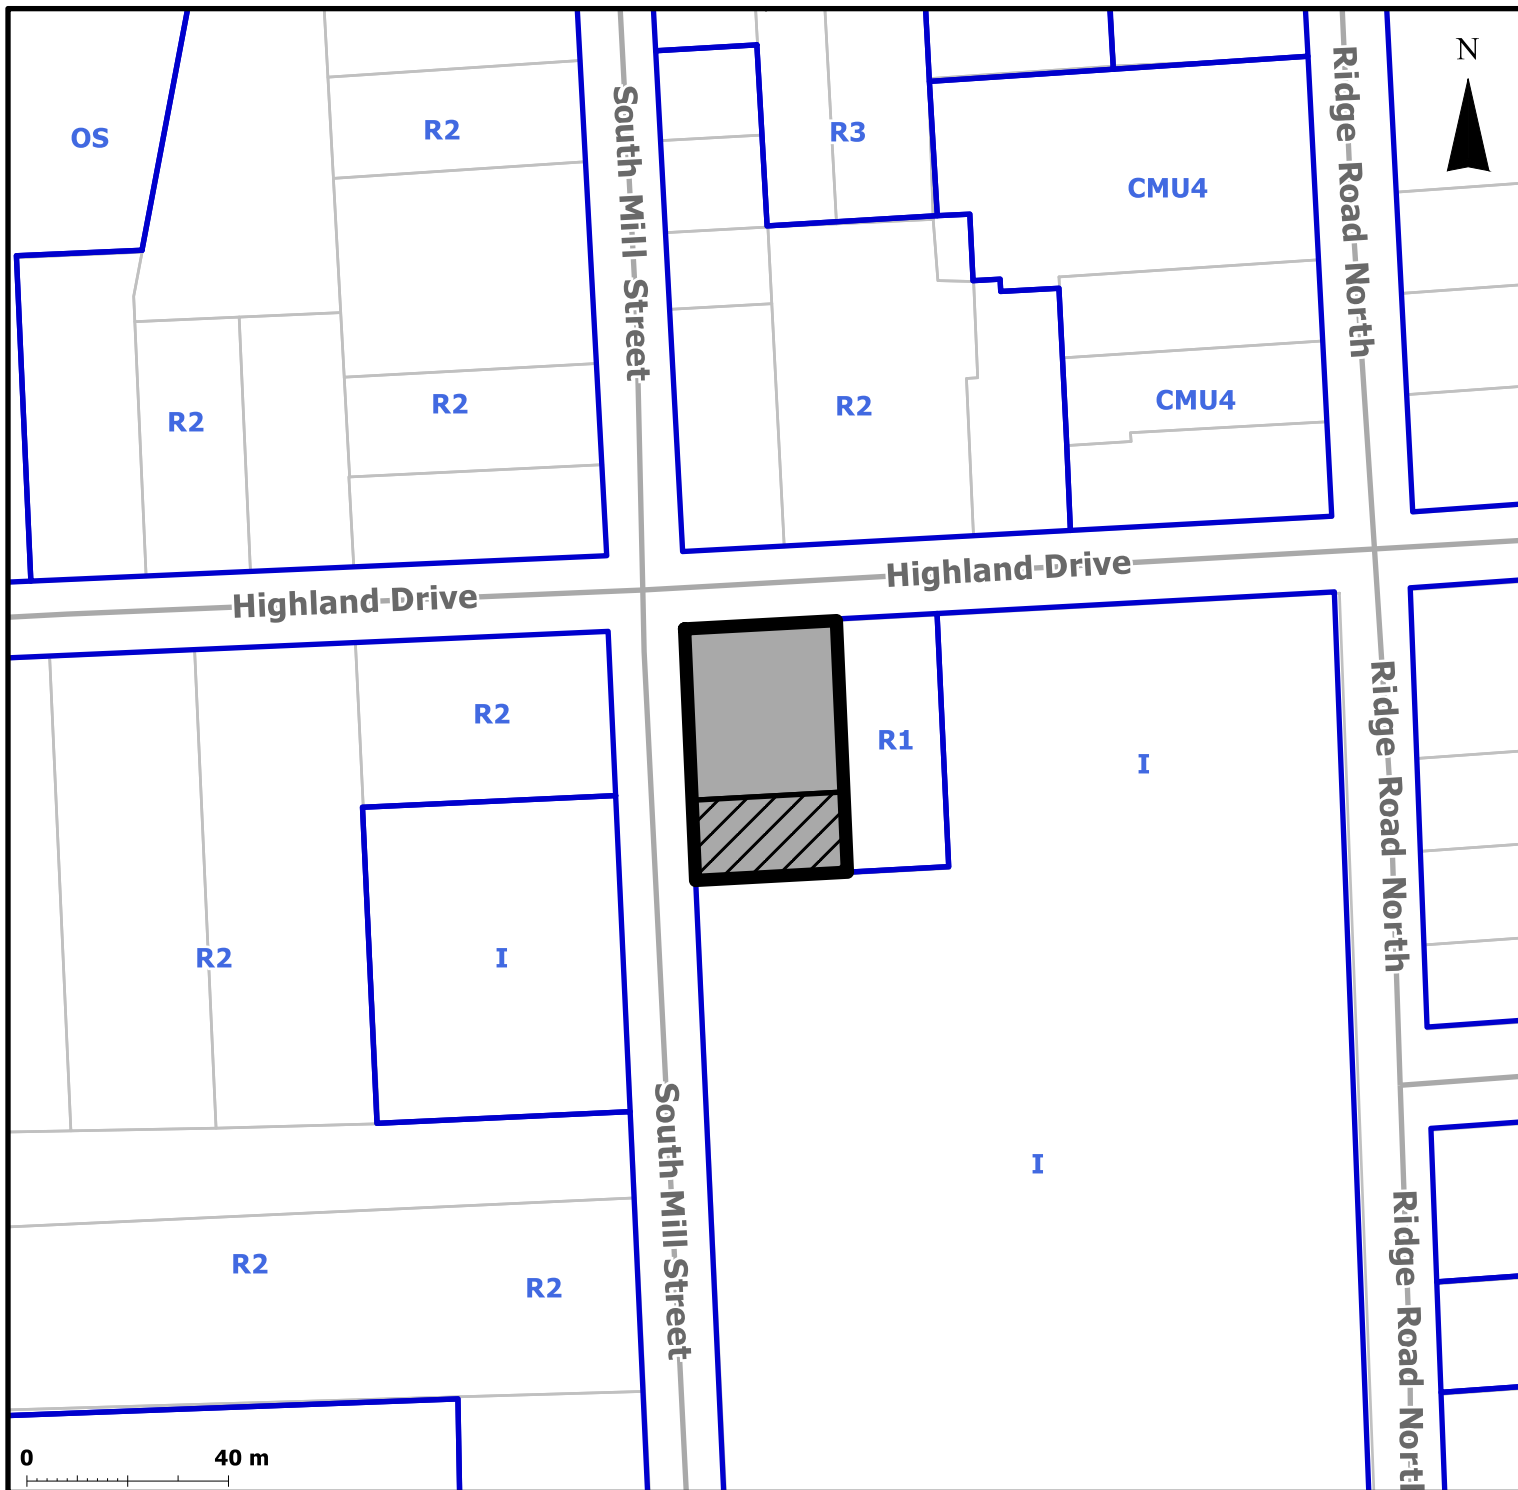 N
OS
R2
R3
CMU4
South Mill Street
Ridge Road North
R2
R2
R2
CMU4
Highland Drive
Highland Drive
R2
R1
I
Ridge Road North
R2
I
South Mill Street
I
R2
R2
Ridge Road North
0 40 m